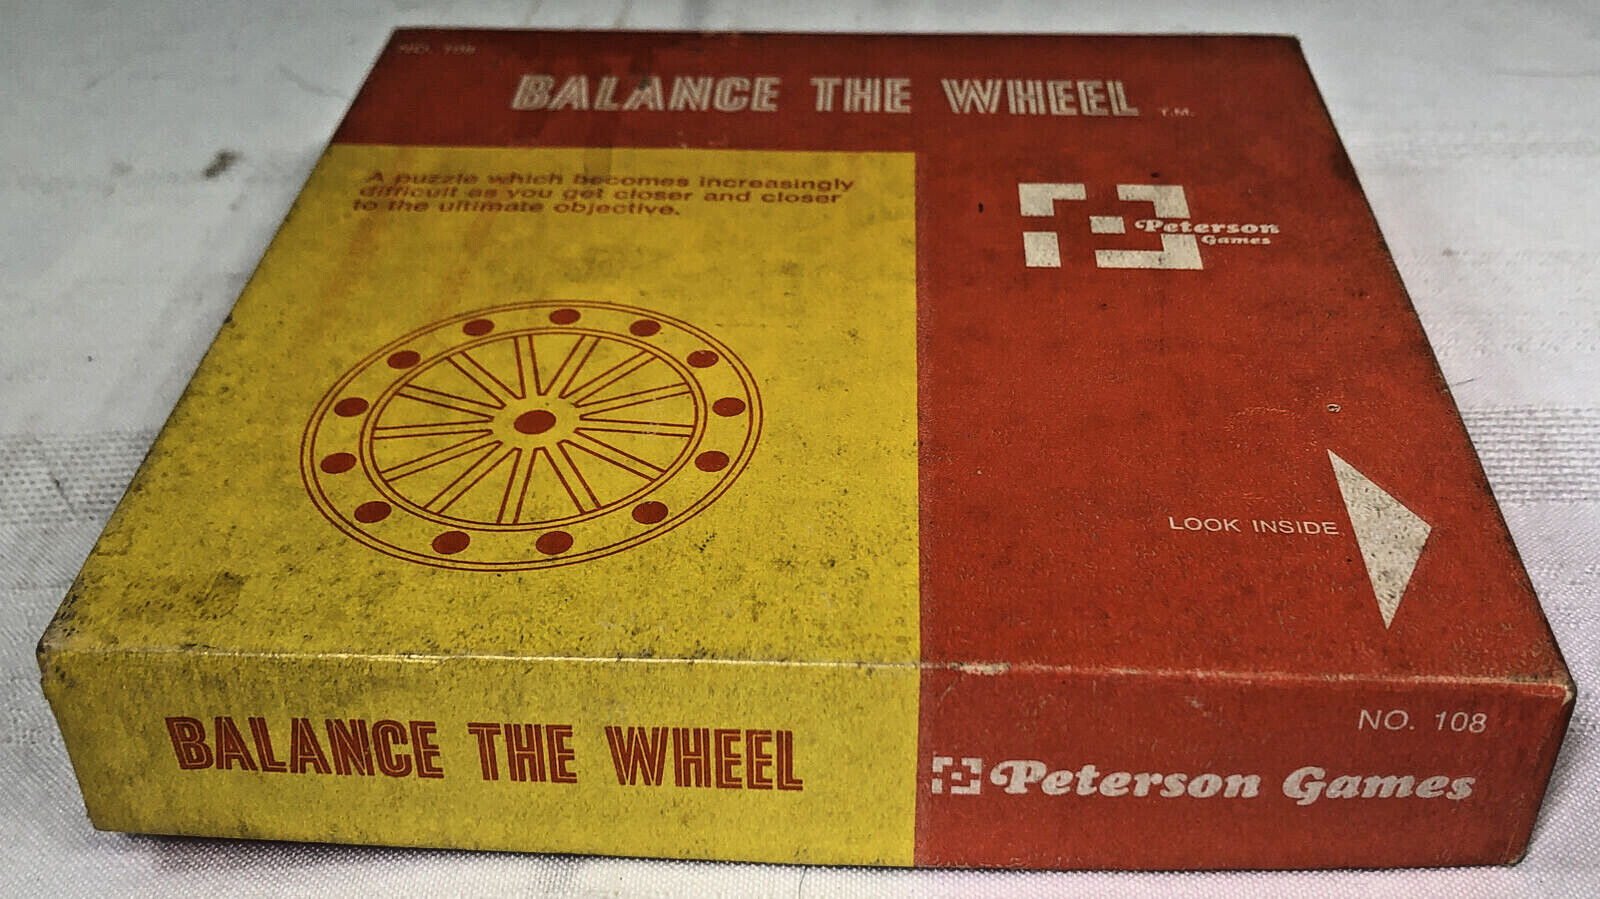 NO. 108
BALANCE THE WHEEL T.M.
A puzzle which becomes increasingly
difficult as you get closer and closer
to the ultimate objective.
Peterson
Games
LOOK INSIDE
BALANCE THE WHEEL
NO. 108
Peterson Games